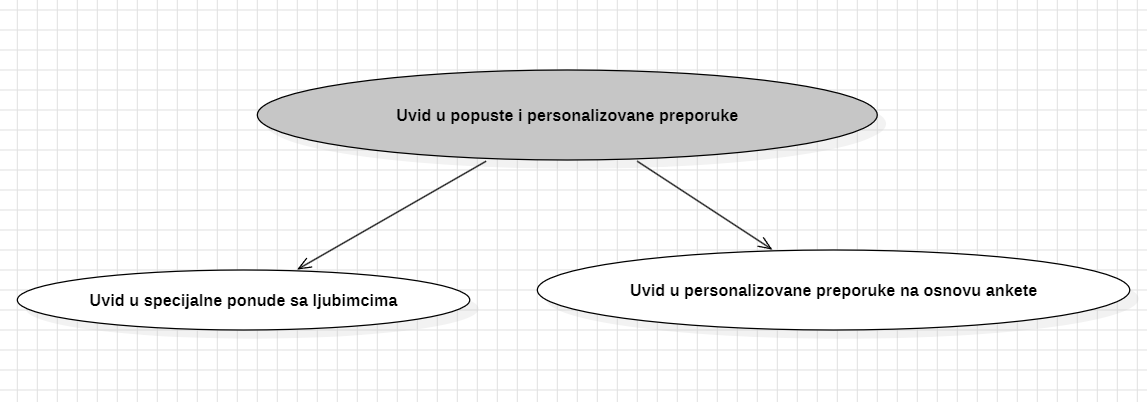 Uvid u popuste i personalizovane preporuke
Uvid u specijalne ponude sa ljubimcima
Uvid u personalizovane preporuke na osnovu ankete